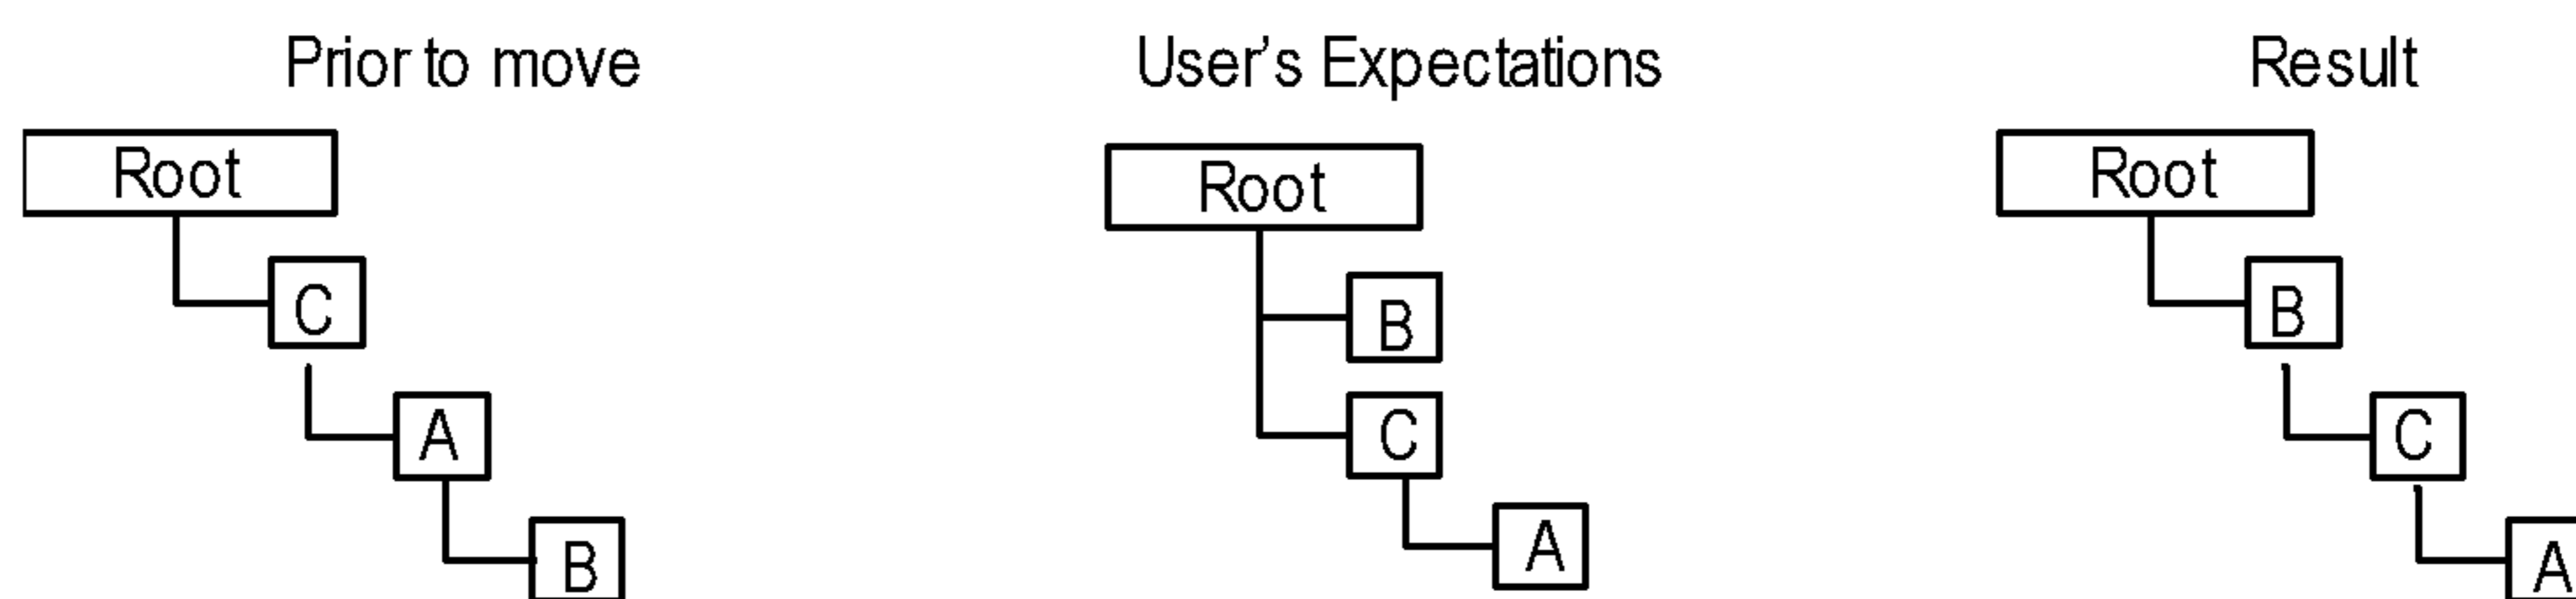 Prior to move
Root
C
A
B
User's Expectations
Root
B
C
A
Result
Root
B
C
A